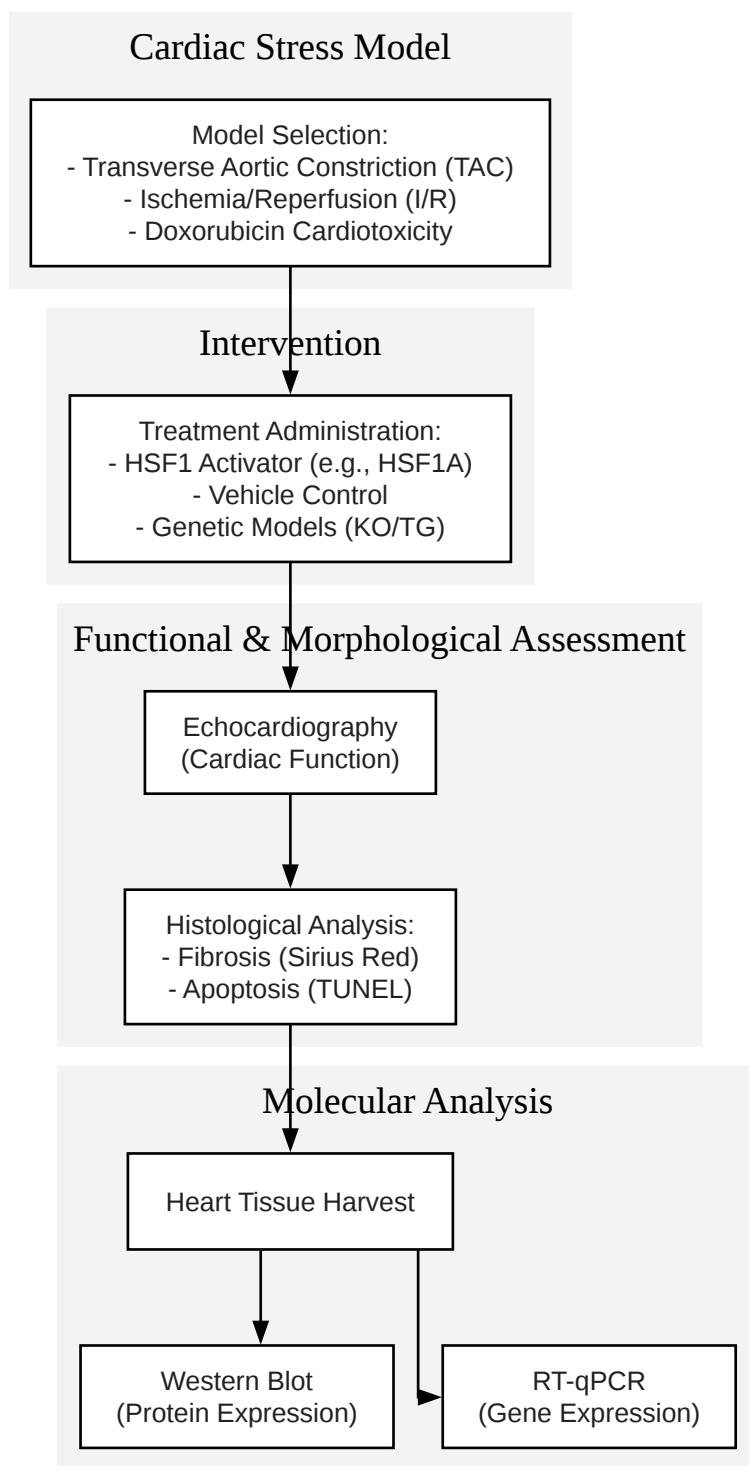 Cardiac Stress Model
Model Selection:
- Transverse Aortic Constriction (TAC)
- Ischemia/Reperfusion (I/R)
- Doxorubicin Cardiotoxicity
Intervention
Treatment Administration:
- HSF1 Activator (e.g., HSF1A)
- Vehicle Control
- Genetic Models (KO/TG)
Functional & Morphological Assessment
Echocardiography
(Cardiac Function)
Histological Analysis:
- Fibrosis (Sirius Red)
- Apoptosis (TUNEL)
Molecular Analysis
Heart Tissue Harvest
Western Blot
(Protein Expression)
RT-qPCR
(Gene Expression)